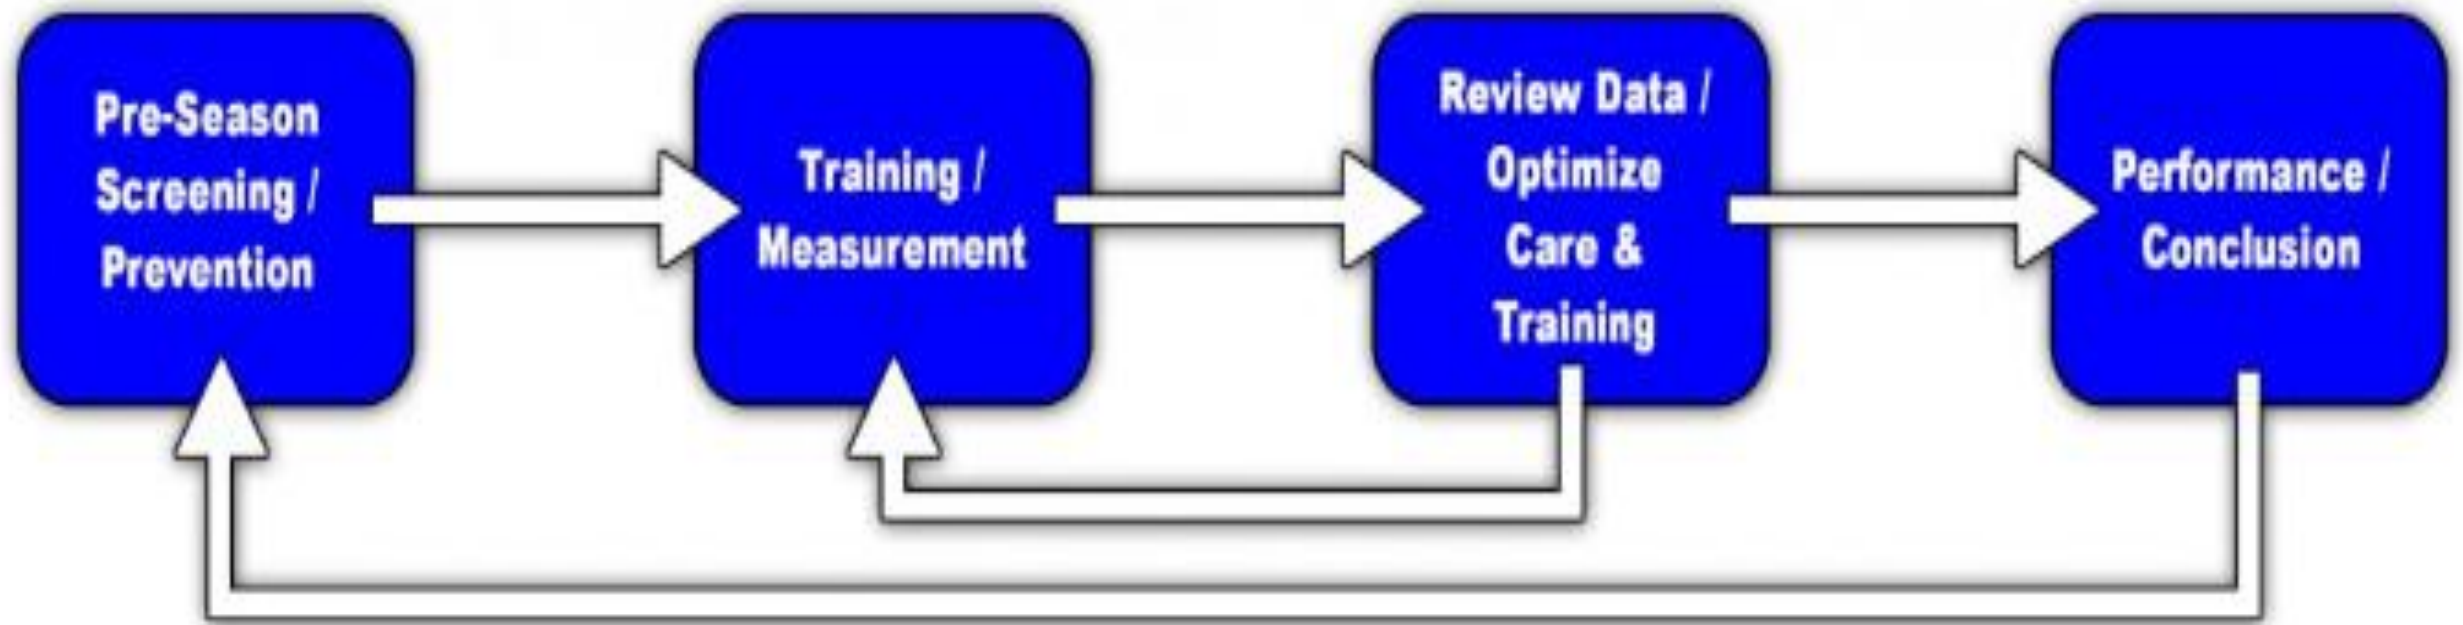 Pre-Season
Screening /
Prevention
Training /
Measurement
Review Data /
Optimize
Care &
Training
Performance /
Conclusion